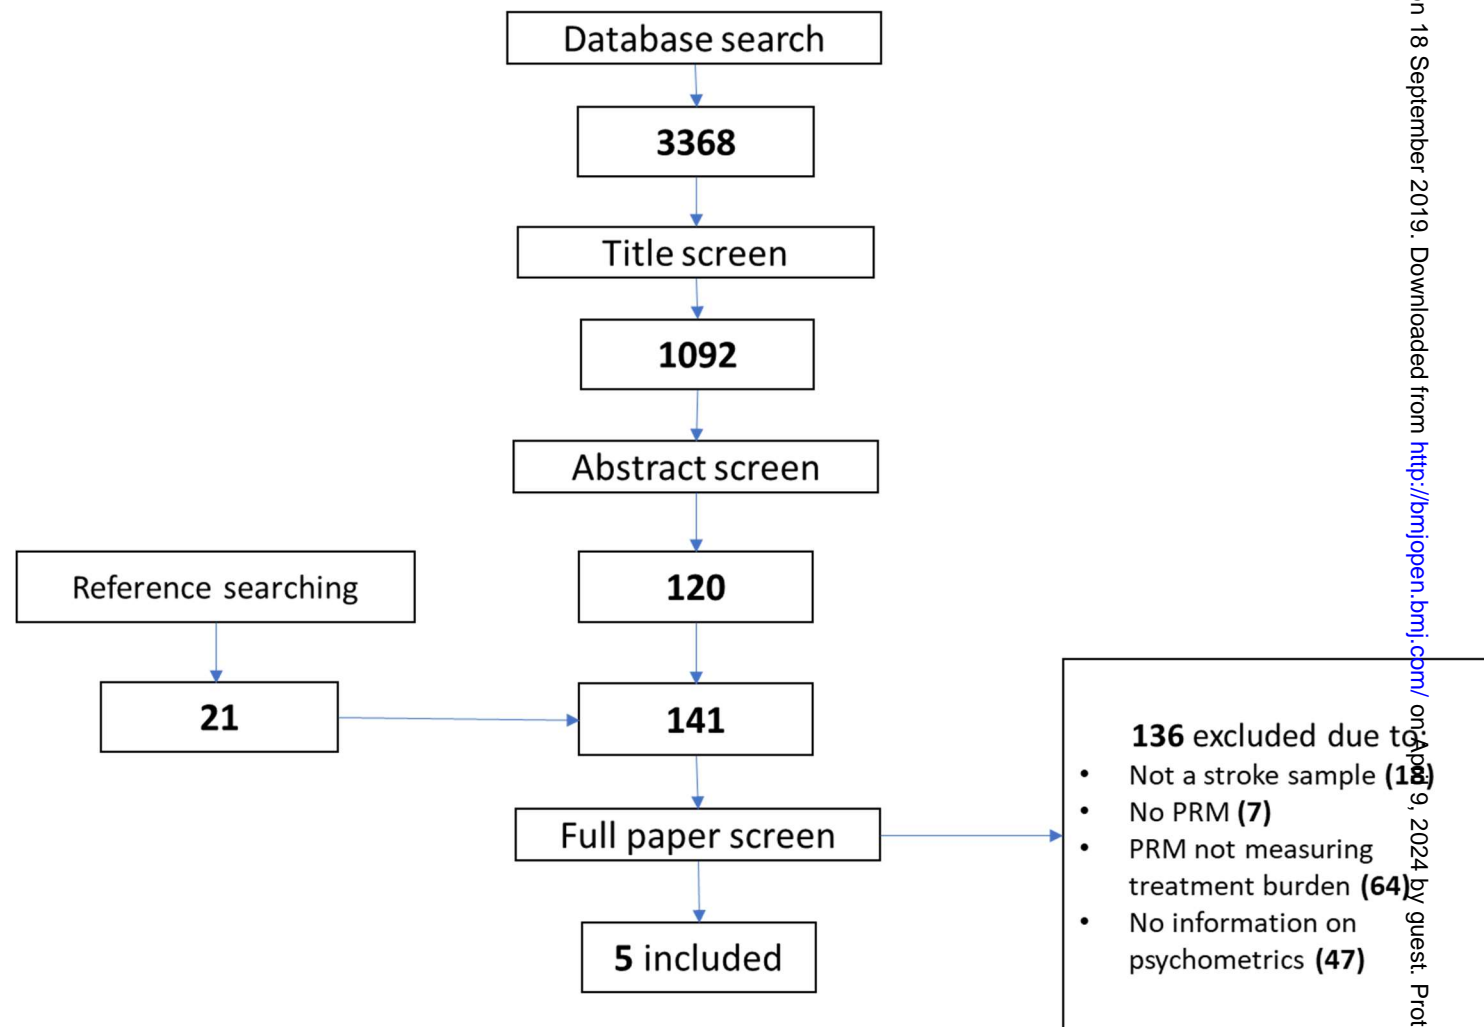 Database search
3368
Title screen
1092
Abstract screen
120
Reference searching
21
141
Full paper screen
5 included
136 excluded due to
• Not a stroke sample (18)
• No PRM (7)
• PRM not measuring
treatment burden (64)
• No information on
psychometrics (47)
18 September 2019. Downloaded from http://bmjopen.bmj.com/ on April 9, 2024 by guest.